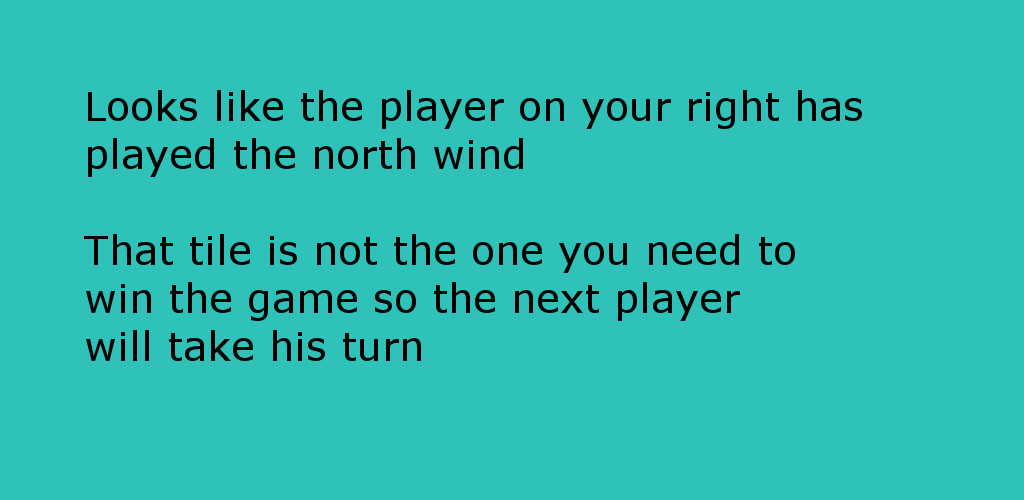 Looks like the player on your right has
played the north wind
That tile is not the one you need to
win the game so the next player
will take his turn